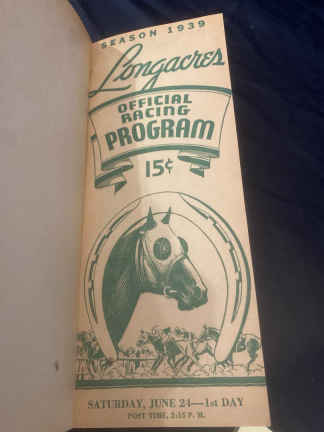 SEASON 1939
Longacres
OFFICIAL
RACING
PROGRAM
15¢
SATURDAY, JUNE 24—1st DAY
POST TIME, 2:15 P. M.